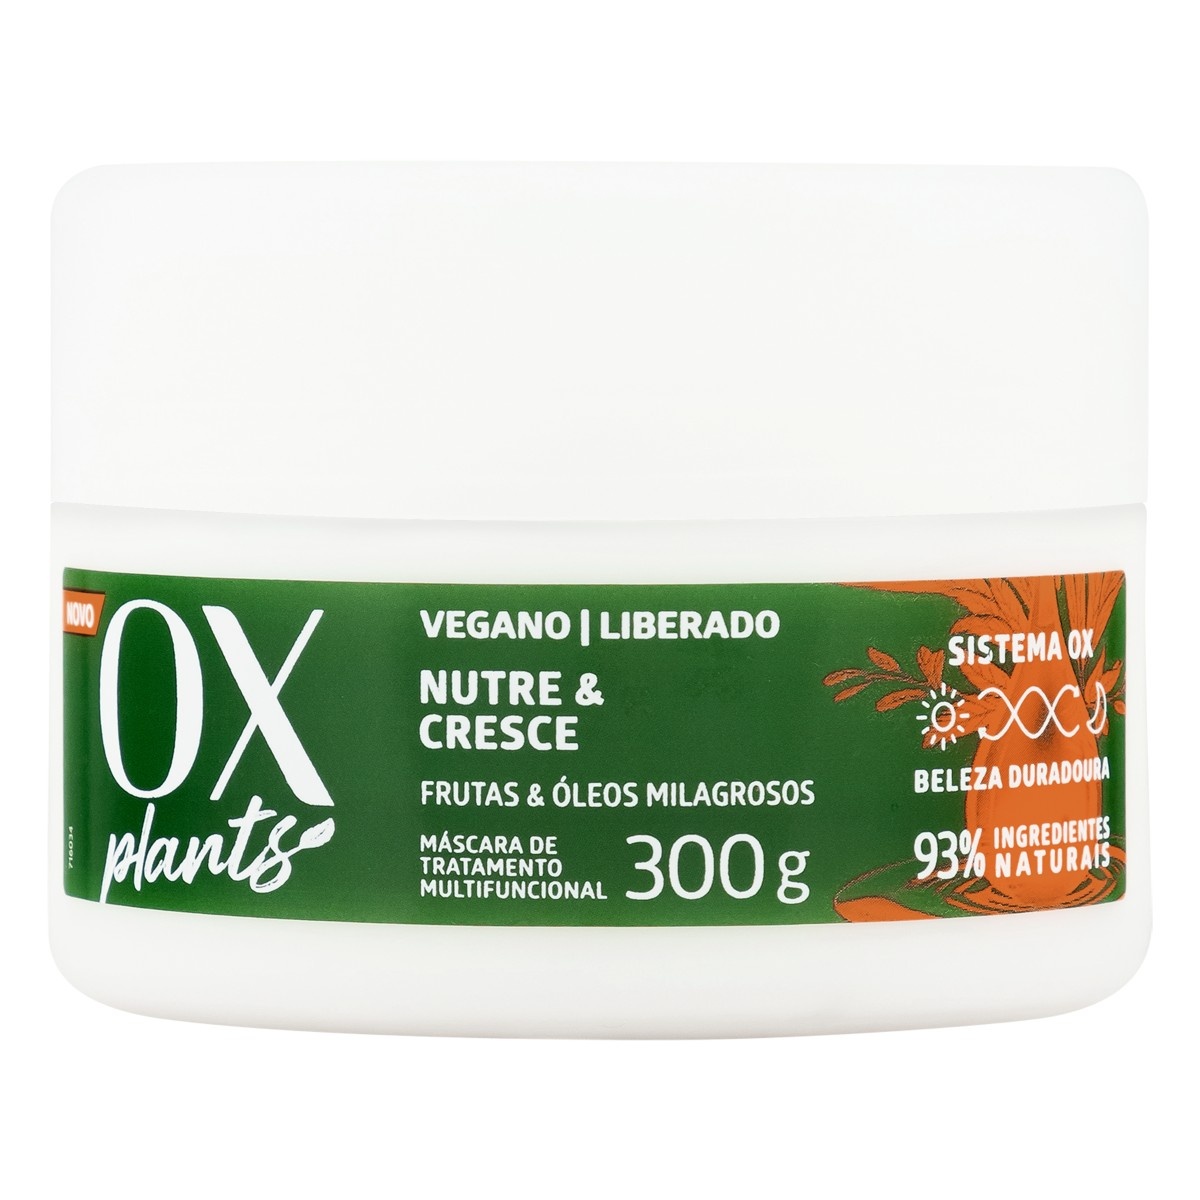 NOVO
OX
plants
716034
VEGANO | LIBERADO
NUTRE &
CRESCE
FRUTAS & ÓLEOS MILAGROSOS
MÁSCARA DE
TRATAMENTO
MULTIFUNCIONAL
300 g
SISTEMA OX
BELEZA DURADOURA
93% INGREDIENTES
NATURAIS